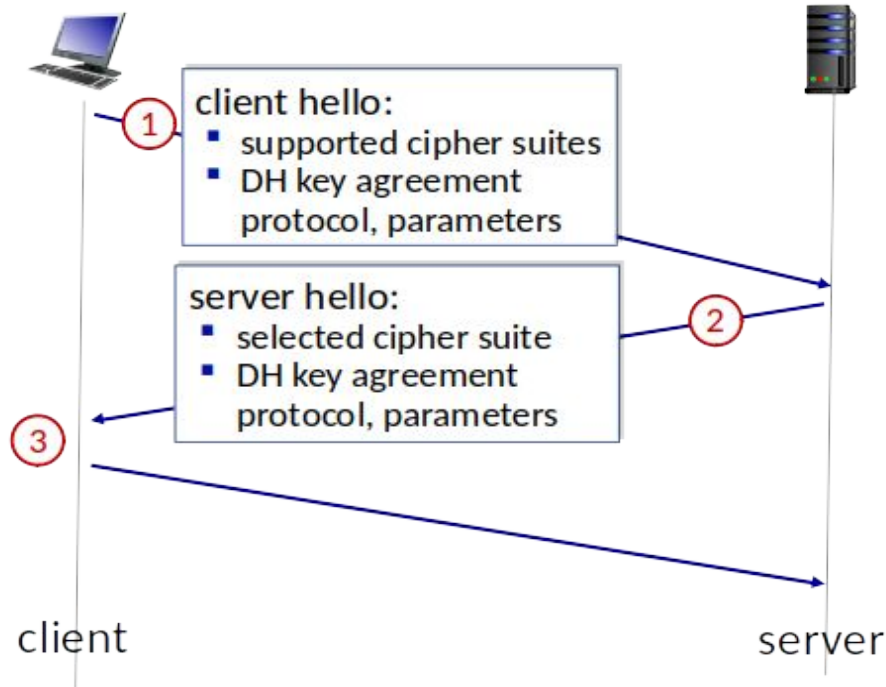 1
client hello:
▪ supported cipher suites
▪ DH key agreement
protocol, parameters
server hello:
2
▪ selected cipher suite
▪ DH key agreement
protocol, parameters
3
client
server